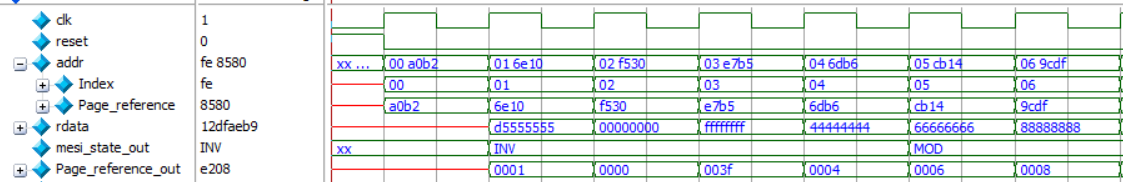 clk 1
reset 0
addr fe 8580 xx ... 00 a0b2 01 6e10 02 f530 03 e7b5 04 6db6 05 cb14 06 9cdf
Index fe 00 01 02 03 04 05 06
Page_reference 8580 a0b2 6e10 f530 e7b5 6db6 cb14 9cdf
rdata 12dfaeb9 d5555555 00000000 ffffffff 44444444 66666666 88888888
mesi_state_out INV xx INV MOD
Page_reference_out e208 0001 0000 003f 0004 0006 0008